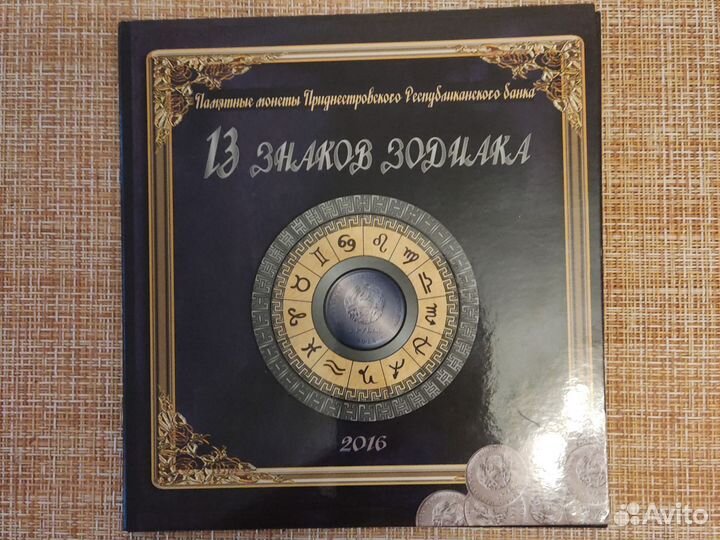 Памятные монеты Приднестровского Республиканского банка
13 ЗНАКОВ ЗОДИАКА
2016
Avito